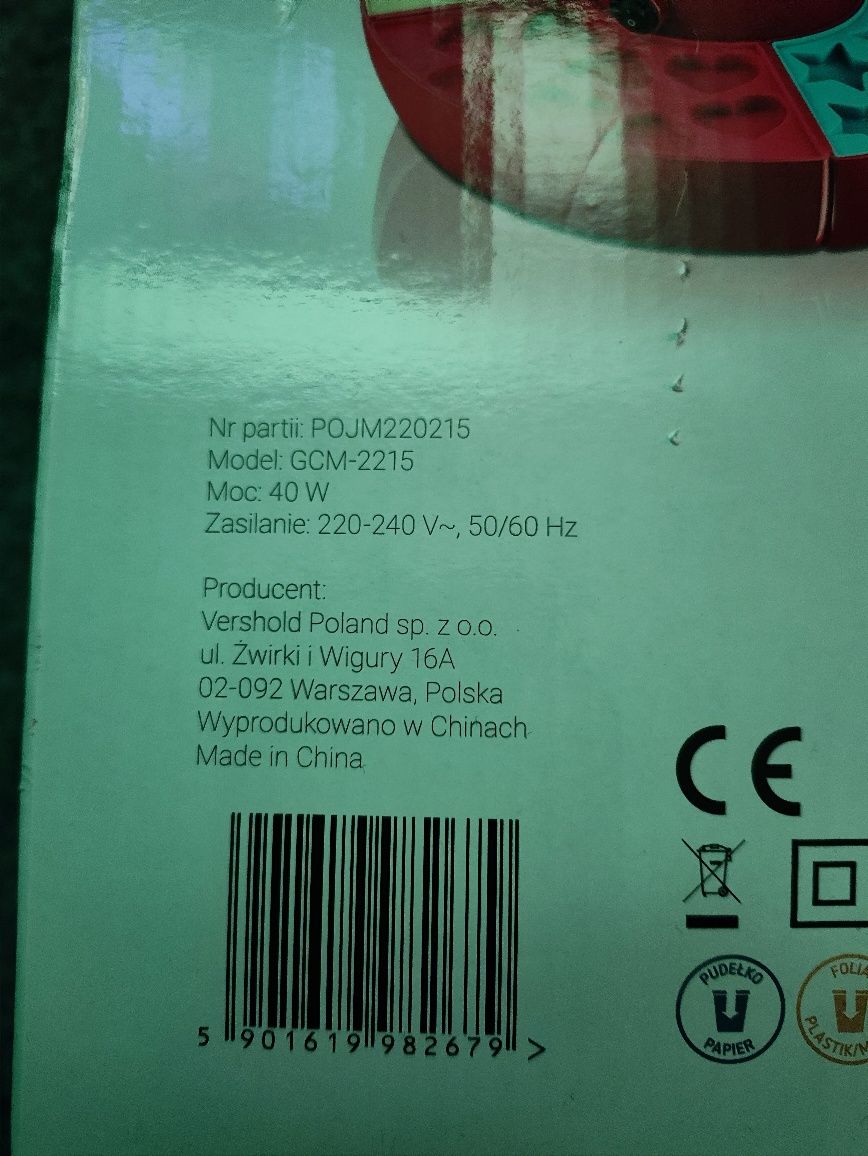 Nr partii: POJM220215
Model: GCM-2215
Moc: 40 W
Zasilanie: 220-240 V~, 50/60 Hz
Producent:
Vershold Poland sp. z o.o.
ul. Żwirki i Wigury 16A
02-092 Warszawa, Polska
Wyprodukowano w Chinach
Made in China
CE
PUDEŁKO
PAPIER
FOLIA
PLASTIK/M
5 901619 982679 >